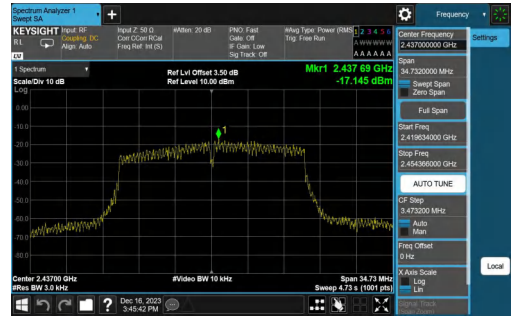 Spectrum Analyzer 1
Swept SA
Frequency
KEYSIGHT
RL
Input: RF
Coupling: DC
Align: Auto
Input Z: 50 Ω
Corr CCorr RCal
Freq Ref: Int (S)
#Atten: 20 dB
PNO: Fast
Gate: Off
IF Gain: Low
Sig Track: Off
#Avg Type: Power (RMS
Trig: Free Run
1 2 3 4 5 6
A W W W W W
A A A A A A
LXI
1 Spectrum
Scale/Div 10 dB
Log
Ref Lvl Offset 3.50 dB
Ref Level 10.00 dBm
Mkr1 2.437 69 GHz
-17.145 dBm
1
0.00
-10.0
-20.0
-30.0
-40.0
-50.0
-60.0
-70.0
-80.0
Center 2.43700 GHz
#Res BW 3.0 kHz
#Video BW 10 kHz
Span 34.73 MHz
Sweep 4.73 s (1001 pts)
Dec 16, 2023
3:45:42 PM
Center Frequency
2.437000000 GHz
Settings
Span
34.7320000 MHz
Swept Span
Zero Span
Full Span
Start Freq
2.419634000 GHz
Stop Freq
2.454366000 GHz
AUTO TUNE
CF Step
3.473200 MHz
Auto
Man
Freq Offset
0 Hz
X Axis Scale
Log
Lin
Local
Signal Track